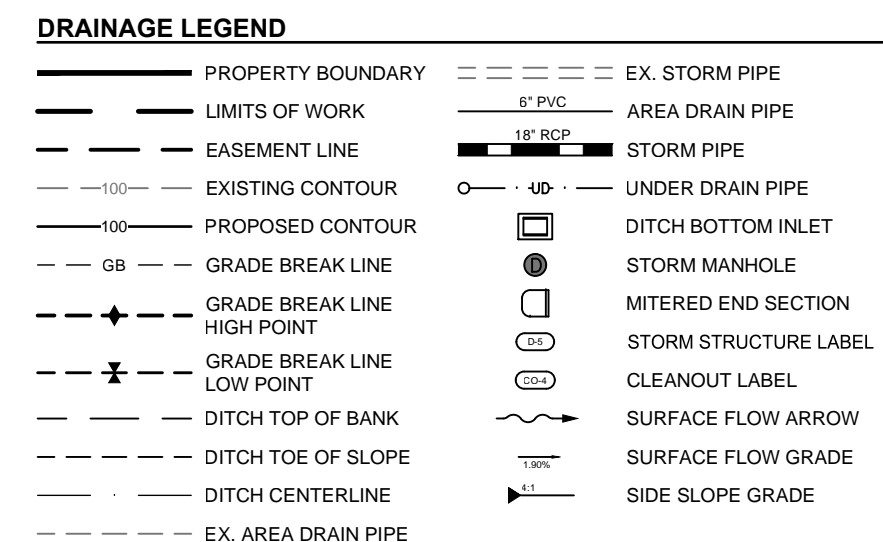 DRAINAGE LEGEND
PROPERTY BOUNDARY
LIMITS OF WORK
EASEMENT LINE
100 EXISTING CONTOUR
100 PROPOSED CONTOUR
GB GRADE BREAK LINE
GRADE BREAK LINE
HIGH POINT
GRADE BREAK LINE
LOW POINT
DITCH TOP OF BANK
DITCH TOE OF SLOPE
DITCH CENTERLINE
EX. AREA DRAIN PIPE
EX. STORM PIPE
6" PVC AREA DRAIN PIPE
18" RCP
STORM PIPE
UD UNDER DRAIN PIPE
DITCH BOTTOM INLET
D STORM MANHOLE
MITERED END SECTION
D-5 STORM STRUCTURE LABEL
CO-4 CLEANOUT LABEL
SURFACE FLOW ARROW
1.90% SURFACE FLOW GRADE
4:1 SIDE SLOPE GRADE